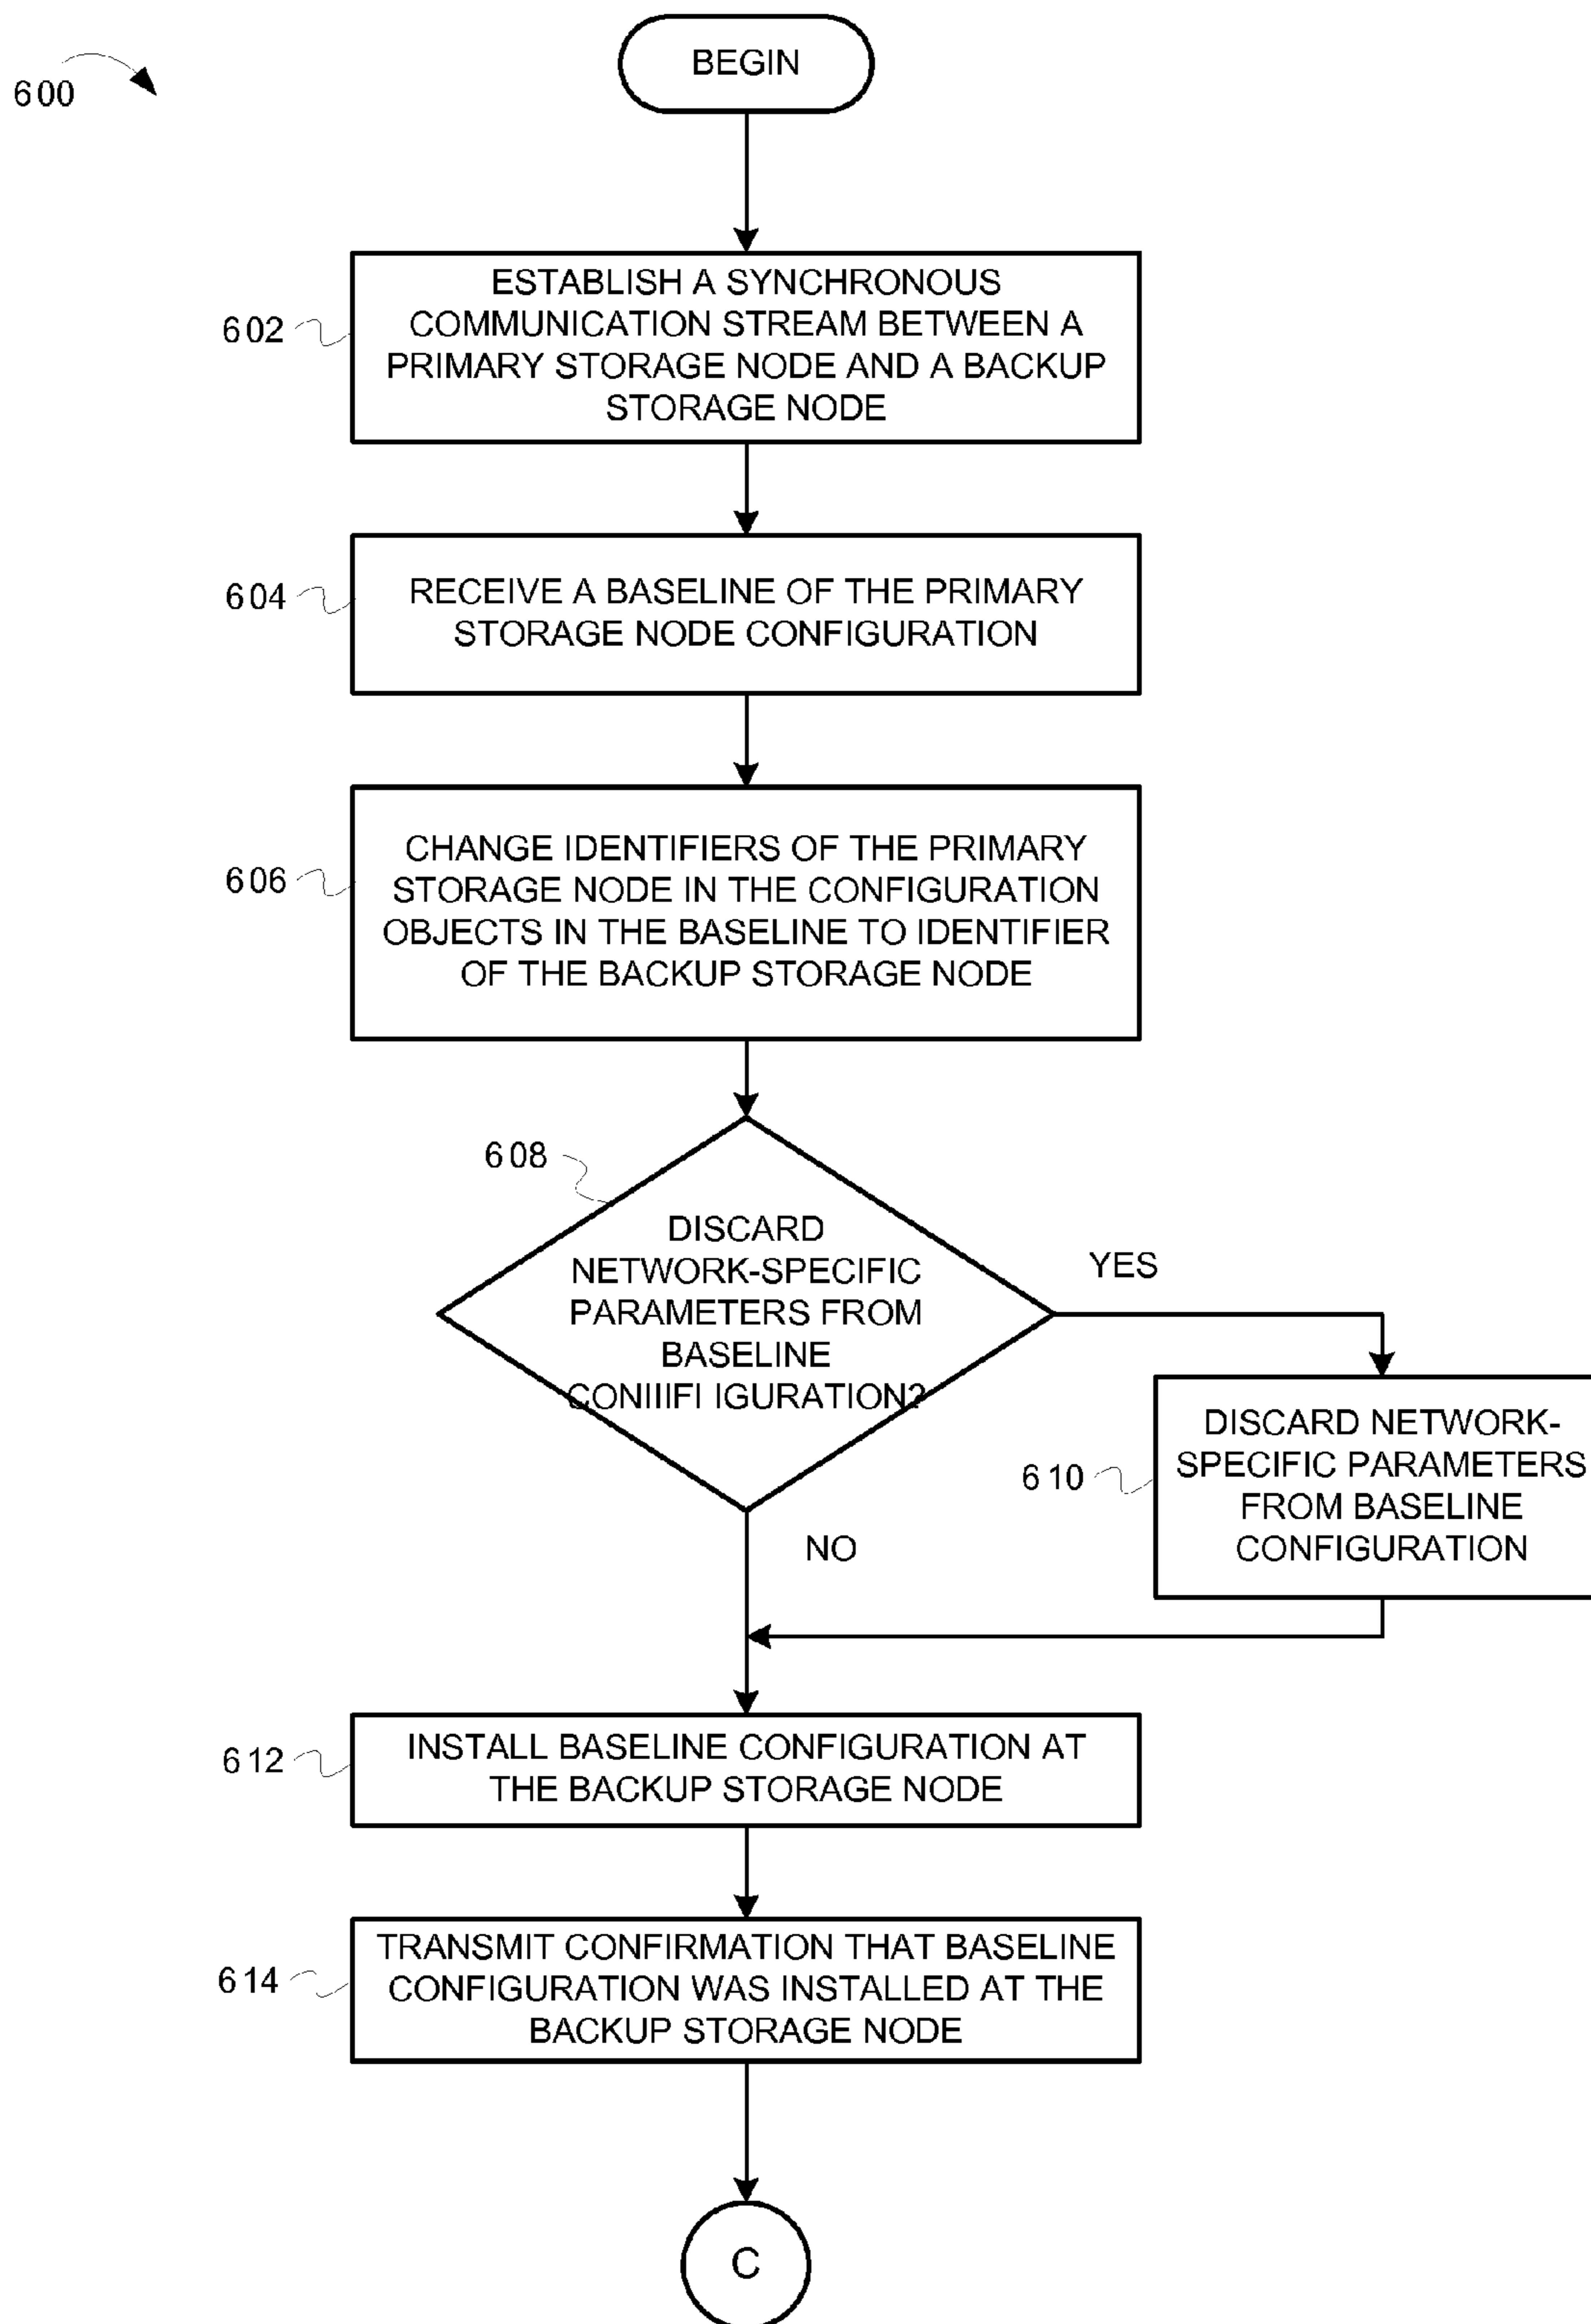 600
BEGIN
602
ESTABLISH A SYNCHRONOUS
COMMUNICATION STREAM BETWEEN A
PRIMARY STORAGE NODE AND A BACKUP
STORAGE NODE
604
RECEIVE A BASELINE OF THE PRIMARY
STORAGE NODE CONFIGURATION
606
CHANGE IDENTIFIERS OF THE PRIMARY
STORAGE NODE IN THE CONFIGURATION
OBJECTS IN THE BASELINE TO IDENTIFIER
OF THE BACKUP STORAGE NODE
608
DISCARD
NETWORK-SPECIFIC
PARAMETERS FROM
BASELINE
CONIIIFI IGURATION?
YES
NO
610
DISCARD NETWORK-
SPECIFIC PARAMETERS
FROM BASELINE
CONFIGURATION
612
INSTALL BASELINE CONFIGURATION AT
THE BACKUP STORAGE NODE
614
TRANSMIT CONFIRMATION THAT BASELINE
CONFIGURATION WAS INSTALLED AT THE
BACKUP STORAGE NODE
C